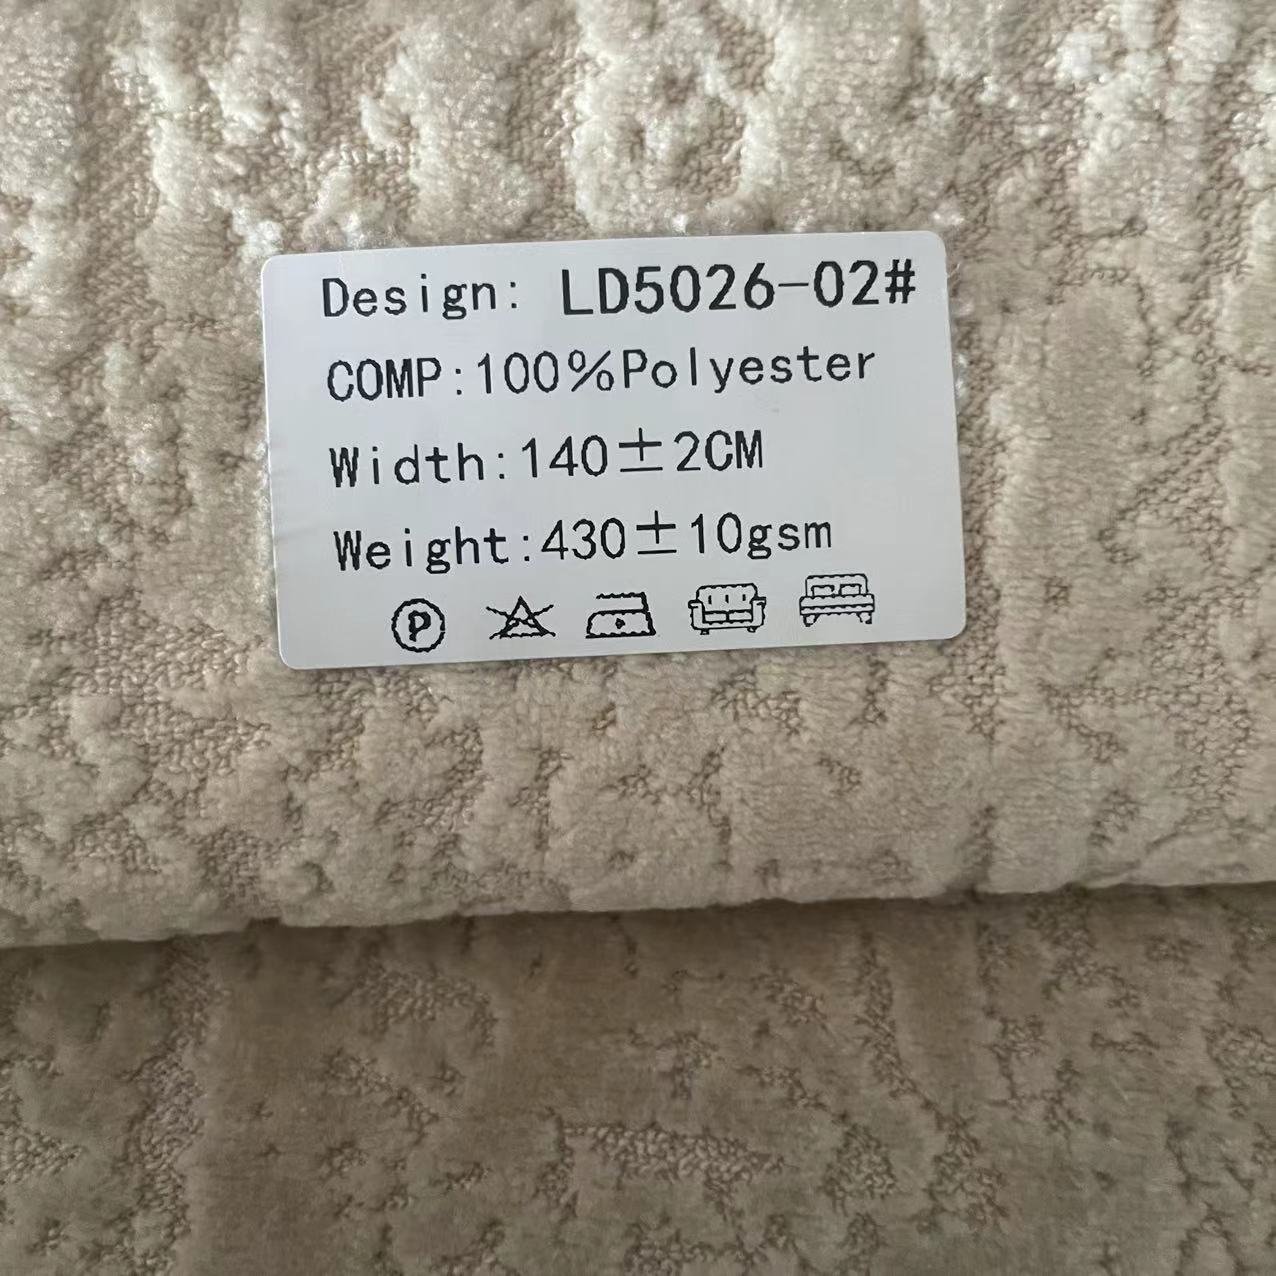 Design: LD5026-02#
COMP:100%Polyester
Width:140±2CM
Weight:430±10gsm
P